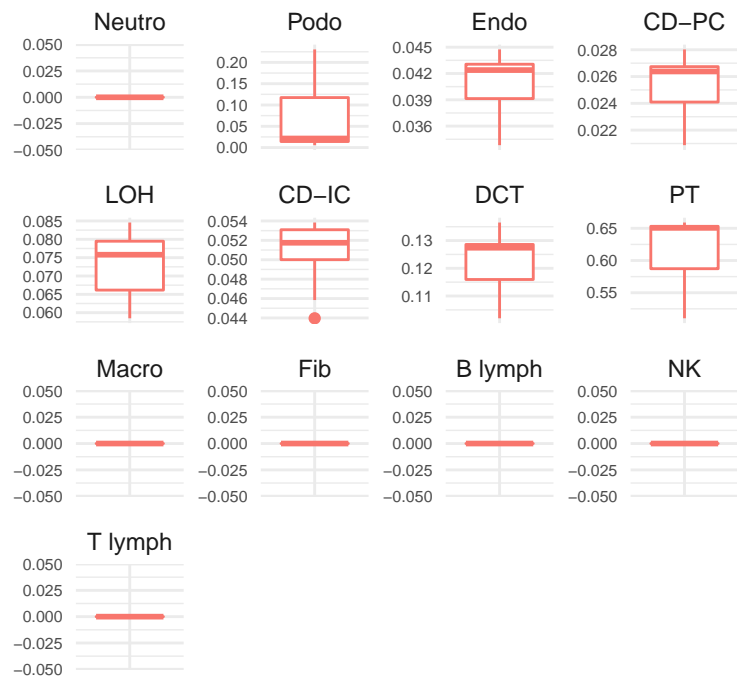 Neutro Podo Endo CD−PC
0.050 0.025 0.000 −0.025 −0.050
0.20 0.15 0.10 0.05 0.00
0.045 0.042 0.039 0.036
0.028 0.026 0.024 0.022
LOH CD−IC DCT PT
0.085 0.080 0.075 0.070 0.065 0.060
0.054 0.052 0.050 0.048 0.046 0.044
0.13 0.12 0.11
0.65 0.60 0.55
Macro Fib B lymph NK
0.050 0.025 0.000 −0.025 −0.050
0.050 0.025 0.000 −0.025 −0.050
0.050 0.025 0.000 −0.025 −0.050
0.050 0.025 0.000 −0.025 −0.050
T lymph
0.050 0.025 0.000 −0.025 −0.050